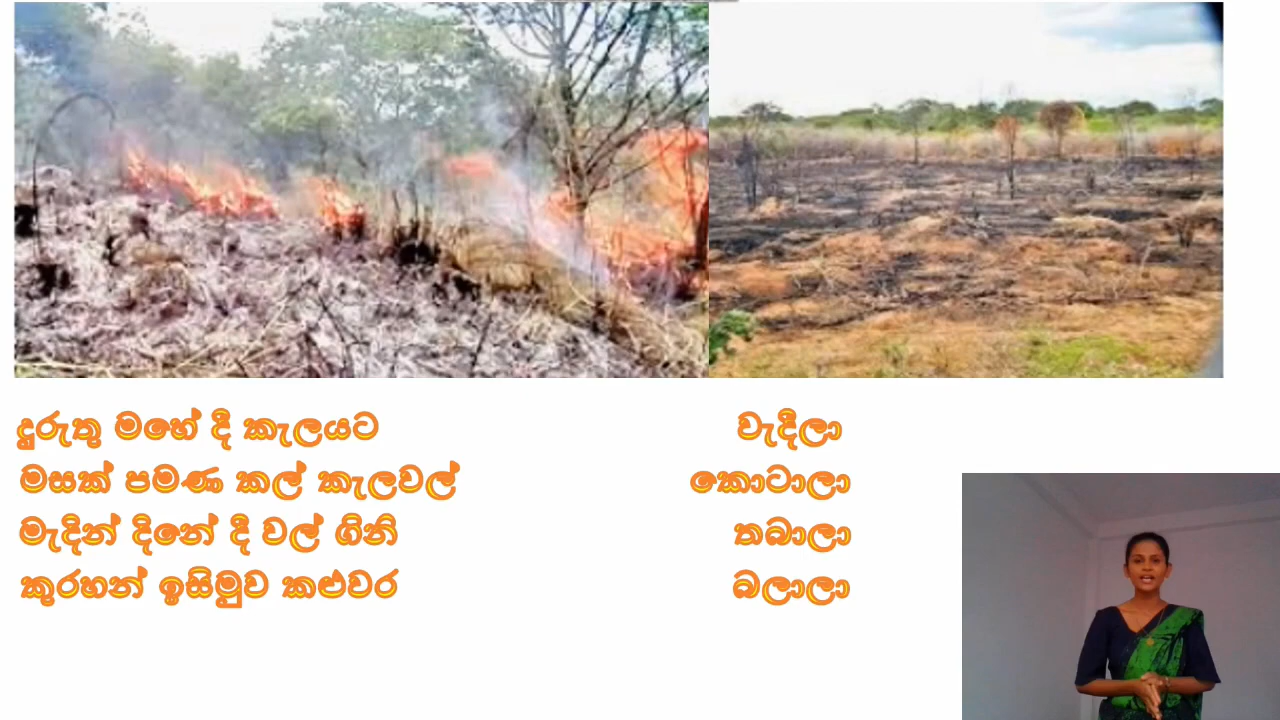 දුරුතු මහේ දී කැලයට වැදීලා
මසක් පමණ කල් කැලවල් කොටාලා
මැදින් දිනේ දී වල් ගිනි තබාලා
කුරහන් ඉසිමුව කළුවර බලාලා